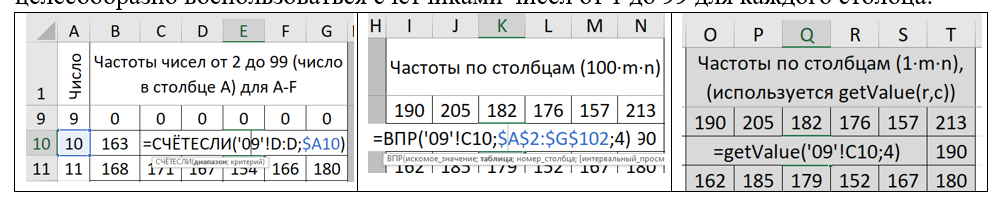 целесообразно воспользоваться счетчиками чисел от 1 до 99 для каждого столбца.
A B C D E F G
1 Число Частоты чисел от 2 до 99 (число
в столбце A) для A-F
9 9 0 0 0 0 0
10 10 163 =СЧЁТЕСЛИ('09'!D:D;$A10)
СЧЁТЕСЛИ(диапазон; критерий)
11 11 168 171 167 154 166 180
H I J K L M N
Частоты по столбцам (100·m·n)
190 205 182 176 157 213
=ВПР('09'!C10;$A$2:$G$102;4) 90
ВПР(искомое_значение; таблица; номер_столбца; [интервальный_просм
162 185 179 152 167 180
O P Q R S T
Частоты по столбцам (1·m·n),
(используется getValue(r,c))
190 205 182 176 157 213
=getValue('09'!C10;4) 190
162 185 179 152 167 180